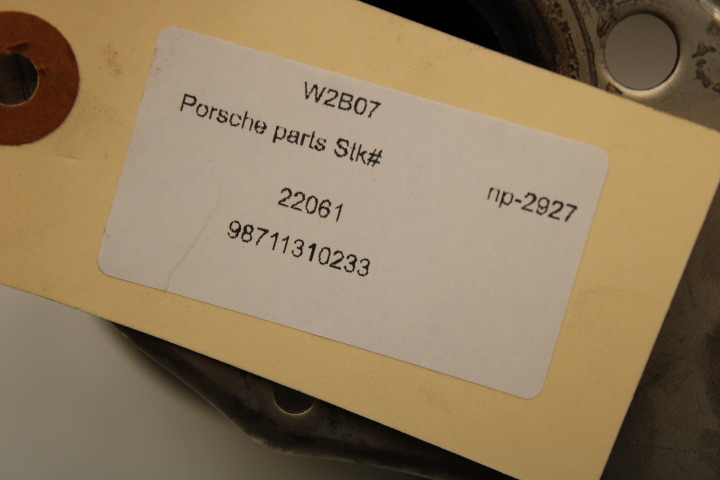 W2B07
Porsche parts Stk#
np-2927
22061
98711310233